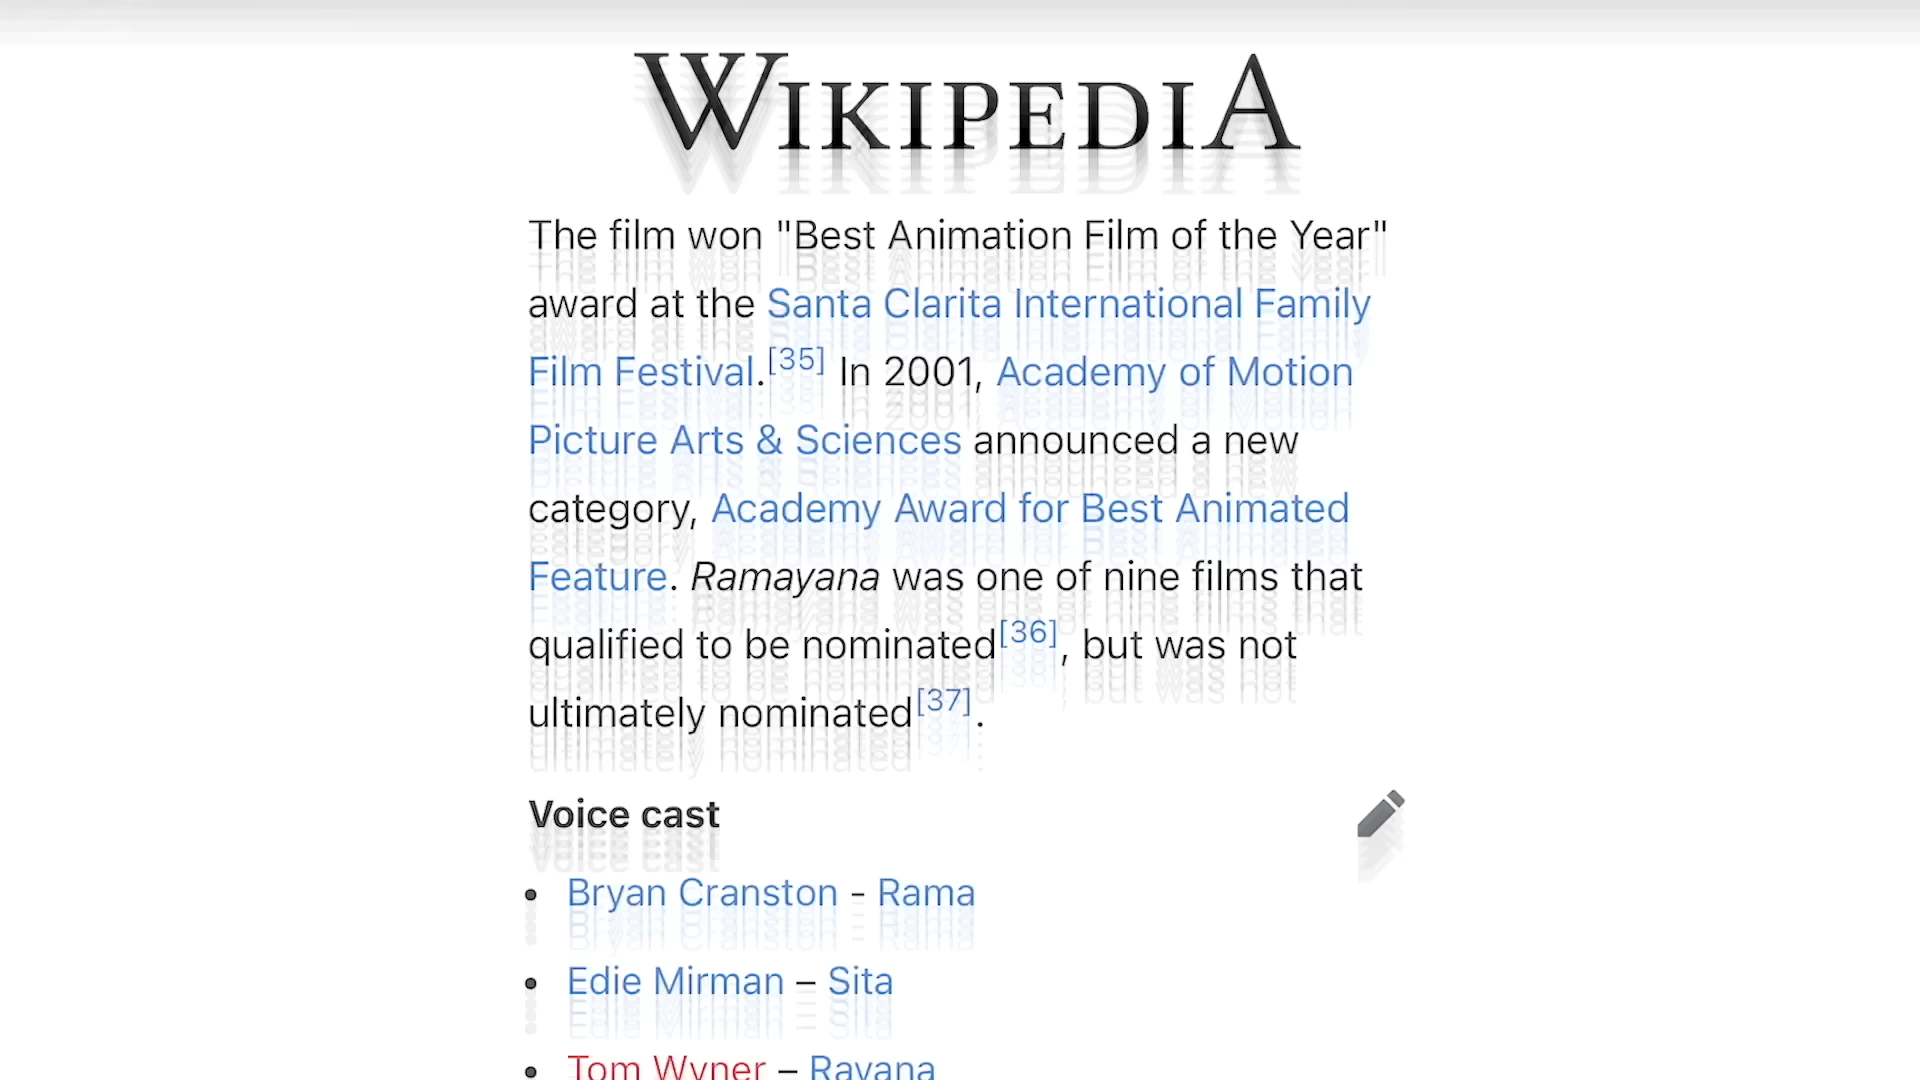 WIKIPEDIA
The film won "Best Animation Film of the Year"
award at the Santa Clarita International Family
Film Festival.[35] In 2001, Academy of Motion
Picture Arts & Sciences announced a new
category, Academy Award for Best Animated
Feature. Ramayana was one of nine films that
qualified to be nominated[36], but was not
ultimately nominated[37].
Voice cast
• Bryan Cranston - Rama
• Edie Mirman – Sita
• Tom Wyner – Ravana